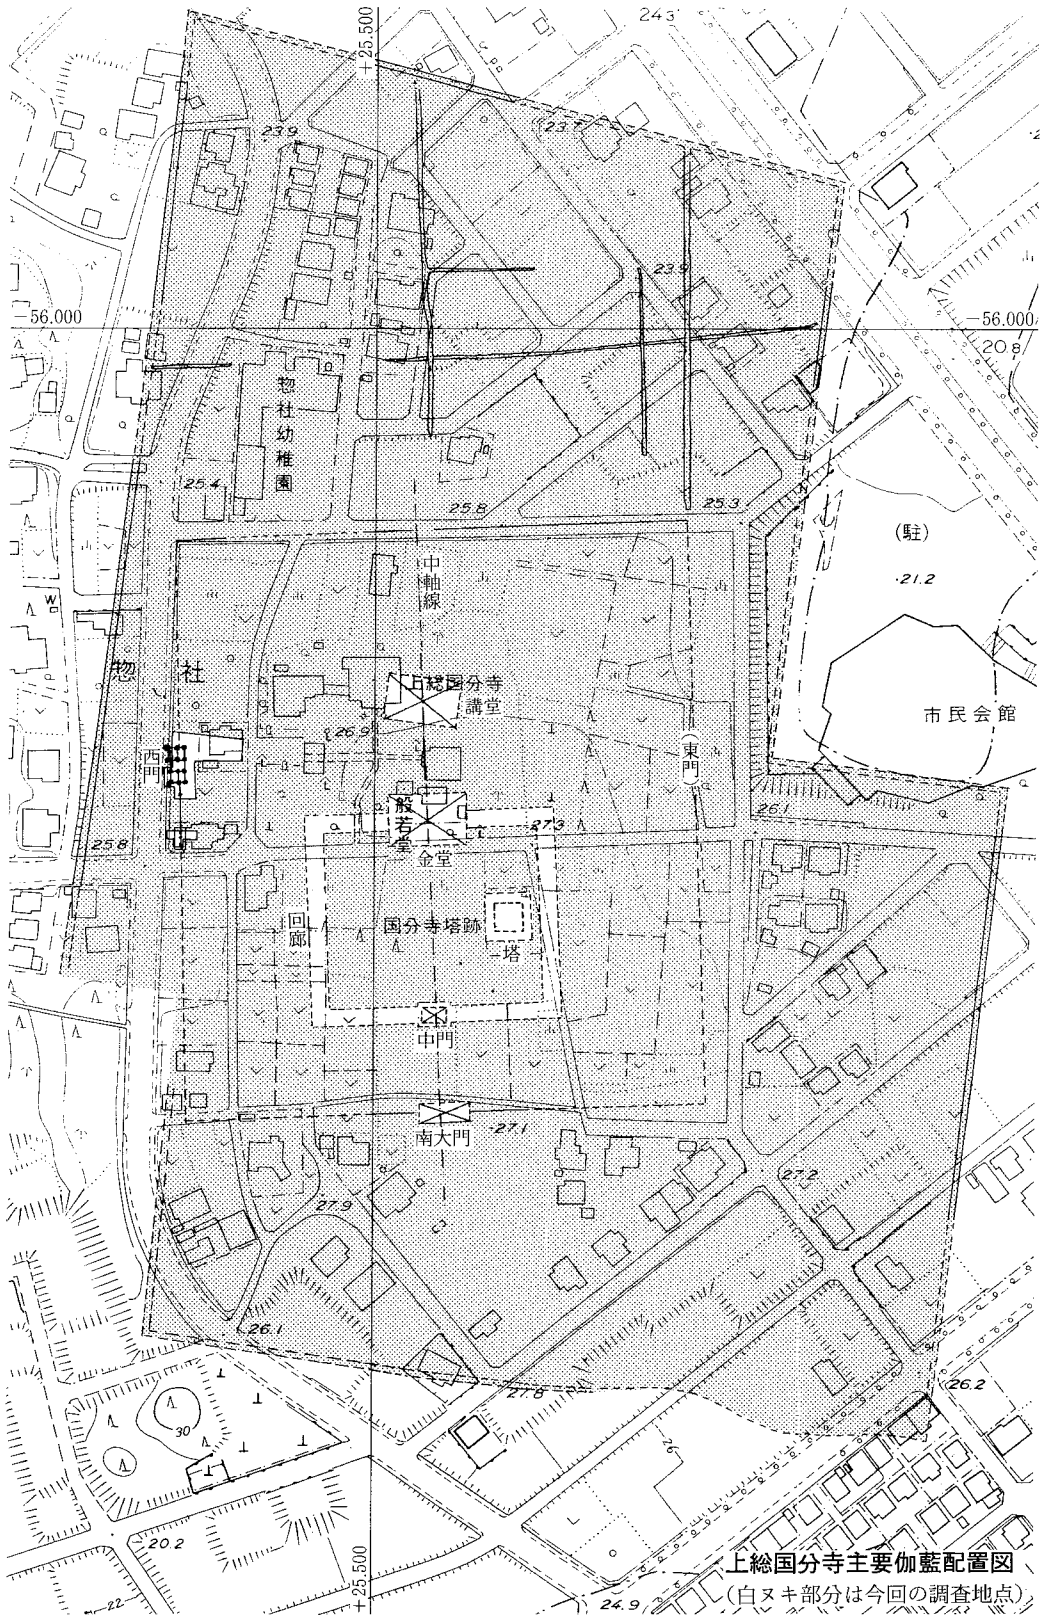 +25.500
243
23.9
23.7
23.9
-56.000
-56.000
20.8
惣社幼稚園
25.4
25.8
25.3
(駐)
21.2
中軸線
W
惣社
上総国分寺
講堂
市民会館
26.9
西門
(東門)
般若堂
27.3
26.1
25.8
金堂
回廊
国分寺塔跡
塔
中門
南大門
27.1
27.2
27.9
26.1
27.8
26.2
30
26
20.2
22
+25.500
24.9
上総国分寺主要伽藍配置図
(白ヌキ部分は今回の調査地点)